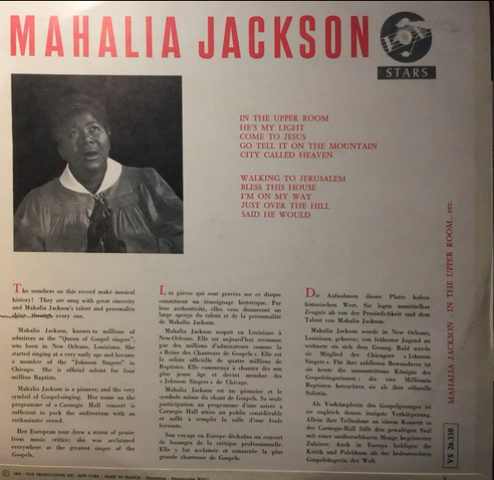 MAHALIA JACKSON
VOX
STARS
IN THE UPPER ROOM
HE'S MY LIGHT
COME TO JESUS
GO TELL IT ON THE MOUNTAIN
CITY CALLED HEAVEN
WALKING TO JERUSALEM
BLESS THIS HOUSE
I'M ON MY WAY
JUST OVER THE HILL
SAID HE WOULD
The numbers on this record make musical
history! They are sung with great sincerity
and Mahalia Jackson's talent and personality
shine through every one.
Mahalia Jackson, known to millions of
admirers as the "Queen of Gospel singers",
was born in New Orleans, Louisiana. She
started singing at a very early age and became
a member of the "Johnson Singers" in
Chicago. She is official soloist for four
million Baptists.
Mahalia Jackson is a pioneer, and the very
symbol of Gospel-singing. Her name on the
programme of a Carnegie Hall concert is
sufficient to pack the auditorium with an
enthusiastic crowd.
Her European tour drew a storm of praise
from music critics; she was acclaimed
everywhere as the greatest singer of the
Gospels.
Les pièces qui sont gravées sur ce disque
constituent un témoignage historique. Par
leur authenticité, elles vous donneront un
large aperçu du talent et de la personnalité
de Mahalia Jackson.
Mahalia Jackson naquit en Louisiane à
New-Orleans. Elle est aujourd'hui reconnue
par des millions d'admirateurs comme la
« Reine des Chanteurs de Gospels ». Elle est
la soliste officielle de quatre millions de
Baptistes. Elle commença à chanter dès son
plus jeune âge et devint membre des
« Johnson Singers » de Chicago.
Mahalia Jackson est un pionnier et le
symbole même du chant de Gospels. Sa seule
participation au programme d'une soirée à
Carnegie Hall attire un public considérable
et suffit à remplir la salle d'une foule
fervente.
Son voyage en Europe déchaîna un concert
de louanges de la critique professionnelle.
Elle y fut acclamée et consacrée la plus
grande chanteuse de Gospels.
Die Aufnahmen dieser Platte haben
historischen Wert. Sie legen unmittelbar
Zeugnis ab von der Persönlichkeit und dem
Talent von Mahalia Jackson.
Mahalia Jackson wurde in New Orleans,
Louisiana, geboren; von frühester Jugend an
widmete sie sich dem Gesang. Bald wurde
sie Mitglied der Chicagoer « Johnson
Singers ». Für ihre zahllosen Bewunderer ist
sie heute die unumstrittene Königin der
Gospelsängerinnen; die vier Millionen
Baptisten betrachten sie als ihre offizielle
Solistin.
Als Vorkämpferin des Gospelgesangs ist
sie zugleich dessen innigste Verkörperung.
Allein ihre Teilnahme an einem Konzert in
der Carnegie-Hall füllt den gewaltigen Saal
mit einer unüberschbaren Menge begeisterter
Zuhörer. Auch in Europa huldigen ihr
Kritik und Publikum als der bedeutendsten
Gospelsängerin der Welt.
MAHALIA JACKSON - IN THE UPPER ROOM... etc.
VS 26.350
VOX PRODUCTIONS INC. NEW YORK - MADE IN FRANCE